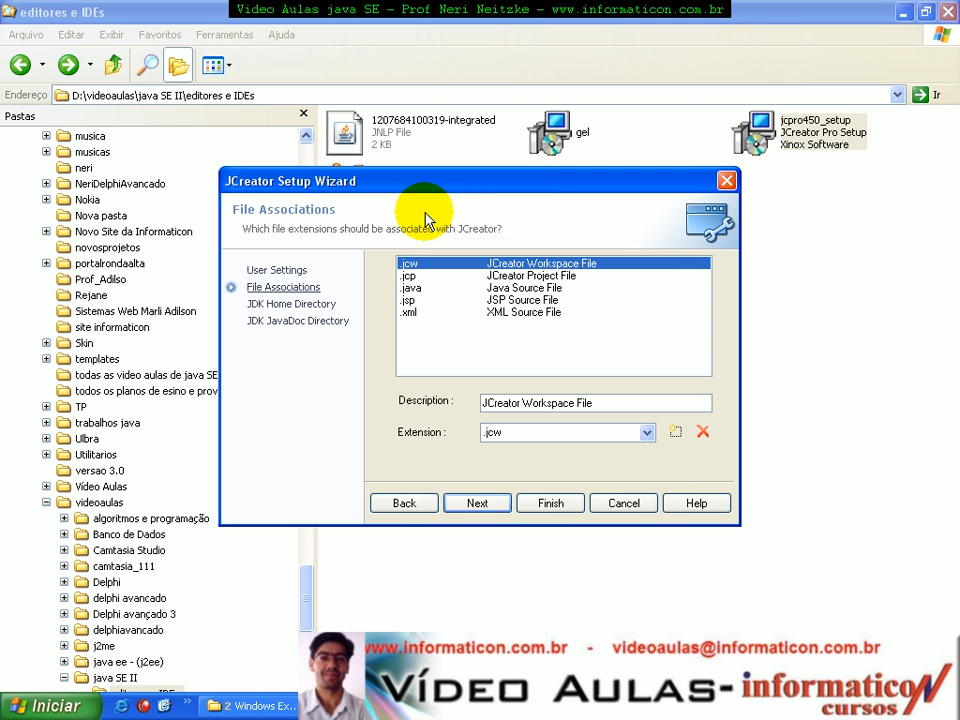 Video Aulas java SE - Prof Neri Neitzke - www.informaticon.com.br
editores e IDEs
Arquivo Editar Exibir Favoritos Ferramentas Ajuda
Endereço D:\videoaulas\java SE II\editores e IDEs Ir
Pastas
musica
musicas
neri
NeriDelphiAvancado
Nokia
Nova pasta
Novo Site da Informaticon
novosprojetos
portalrondaalta
Prof_Adilso
Rejane
Sistemas Web Marli Adilson
site informaticon
Skin
templates
todas as video aulas de java SE
todos os planos de esino e prov
TP
trabalhos java
Ulbra
Utilitarios
versao 3.0
Vídeo Aulas
videoaulas
algoritmos e programação
Banco de Dados
Camtasia Studio
camtasia_111
Delphi
delphi avancado
Delphi avançado 3
delphiavancado
j2me
java ee - (j2ee)
java SE II
1207684100319-integrated
JNLP File
2 KB
gel
jcpro450_setup
JCreator Pro Setup
Xinox Software
JCreator Setup Wizard
File Associations
Which file extensions should be associated with JCreator?
User Settings
File Associations
JDK Home Directory
JDK JavaDoc Directory
.jcw JCreator Workspace File
.jcp JCreator Project File
.java Java Source File
.jsp JSP Source File
.xml XML Source File
Description : JCreator Workspace File
Extension : .jcw
Back Next Finish Cancel Help
www.informaticon.com.br - videoaulas@informaticon.com.br
VÍDEO AULAS- informaticon
cursos
Iniciar
2 Windows Ex...